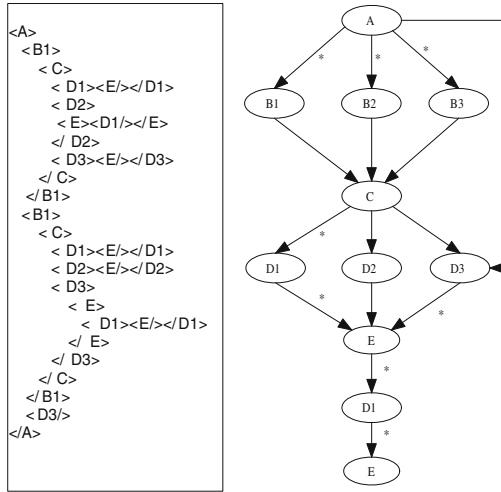 <A>
<B1>
< C>
< D1><E/></D1>
< D2>
< E><D1/></E>
</ D2>
< D3><E/></D3>
</ C>
</ B1>
<B1>
< C>
< D1><E/></D1>
< D2><E/></D2>
< D3>
< E>
< D1><E/></D1>
</ E>
</ D3>
</ C>
</ B1>
<D3/>
</A>
A
* * *
B1 B2 B3
C
*
D1 D2 D3
* * *
E
*
D1
*
E